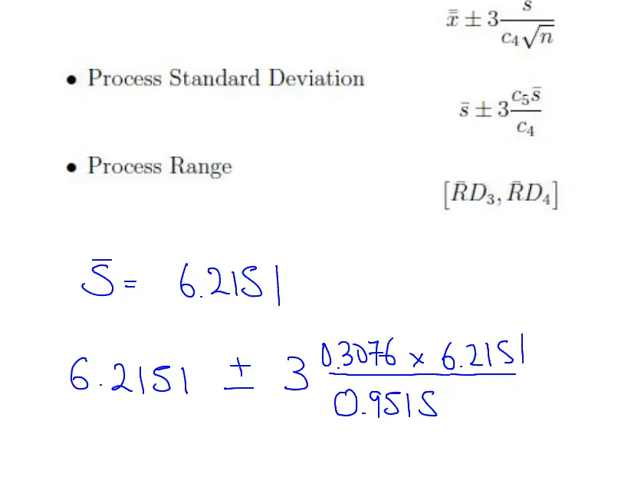 x̿ ± 3 s̄/(c₄√n)
• Process Standard Deviation
s̄ ± 3 c₅s̄/c₄
• Process Range
[R̄D₃, R̄D₄]
S̄ = 6.2151
6.2151 ± 3 (0.3076 × 6.2151)/0.9515